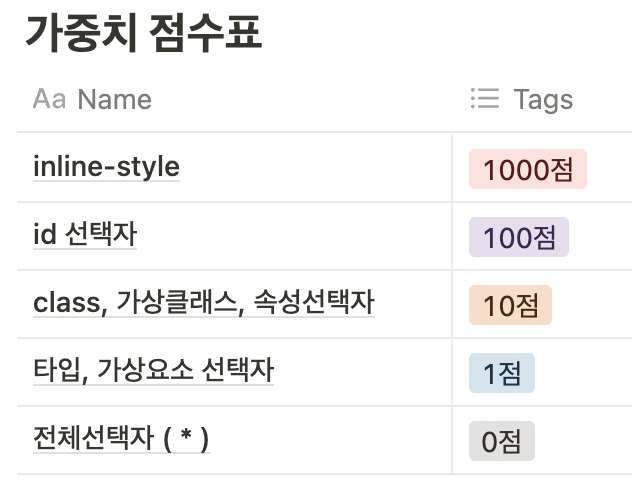 가중치 점수표
Aa Name Tags
inline-style 1000점
id 선택자 100점
class, 가상클래스, 속성선택자 10점
타입, 가상요소 선택자 1점
전체선택자 ( * ) 0점